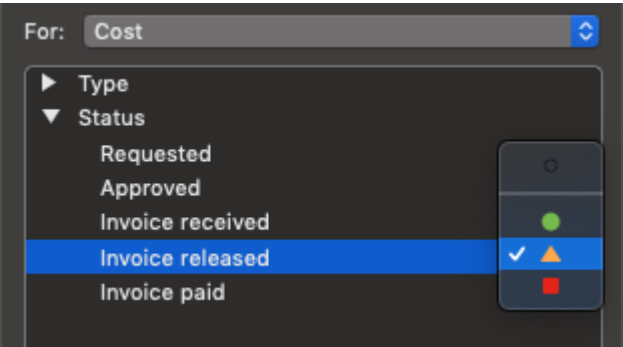 For: Cost
Type
Status
Requested
Approved
Invoice received
Invoice released
Invoice paid